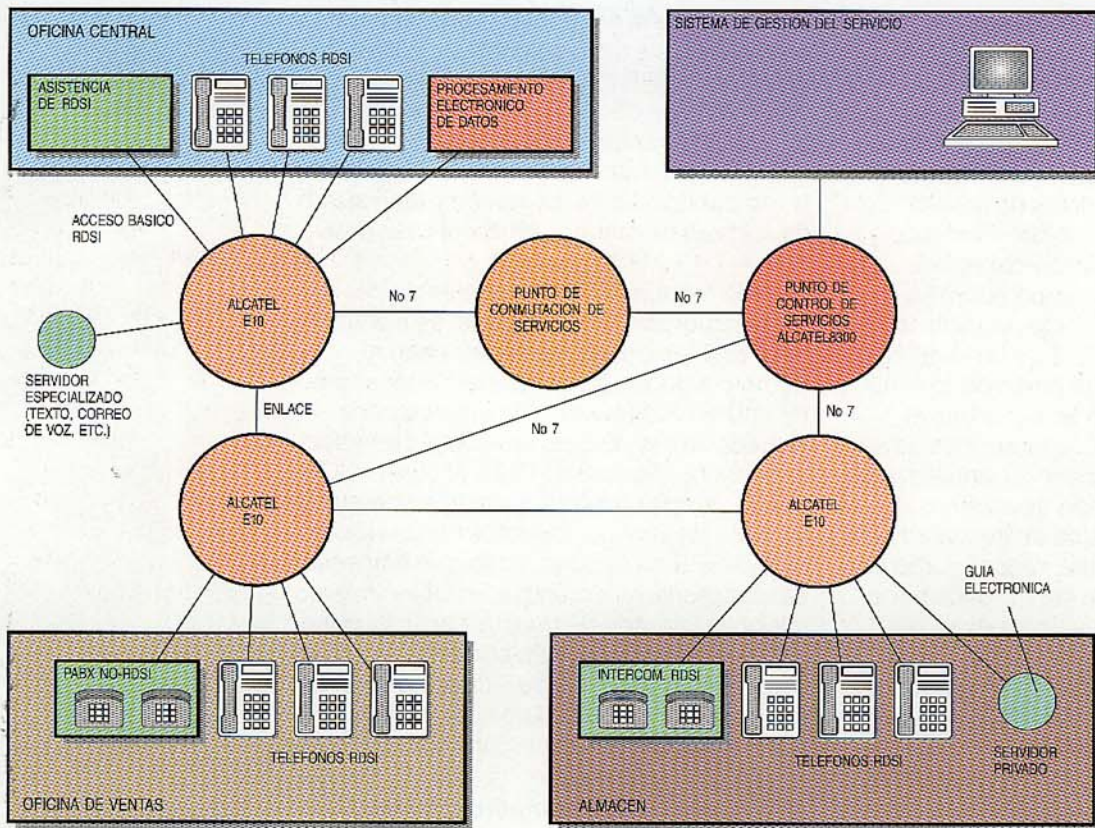 OFICINA CENTRAL
TELEFONOS RDSI
ASISTENCIA
DE RDSI
PROCESAMIENTO
ELECTRONICO
DE DATOS
SISTEMA DE GESTION DEL SERVICIO
ACCESO BASICO
RDSI
ALCATEL
E10
No 7
PUNTO DE
CONMUTACION DE
SERVICIOS
No 7
PUNTO DE
CONTROL DE
SERVICIOS
ALCATEL8300
SERVIDOR
ESPECIALIZADO
(TEXTO, CORREO
DE VOZ, ETC.)
ENLACE
No 7
No 7
ALCATEL
E10
ALCATEL
E10
GUIA
ELECTRONICA
PABX NO-RDSI
TELEFONOS RDSI
OFICINA DE VENTAS
INTERCOM. RDSI
TELEFONOS RDSI
SERVIDOR
PRIVADO
ALMACEN